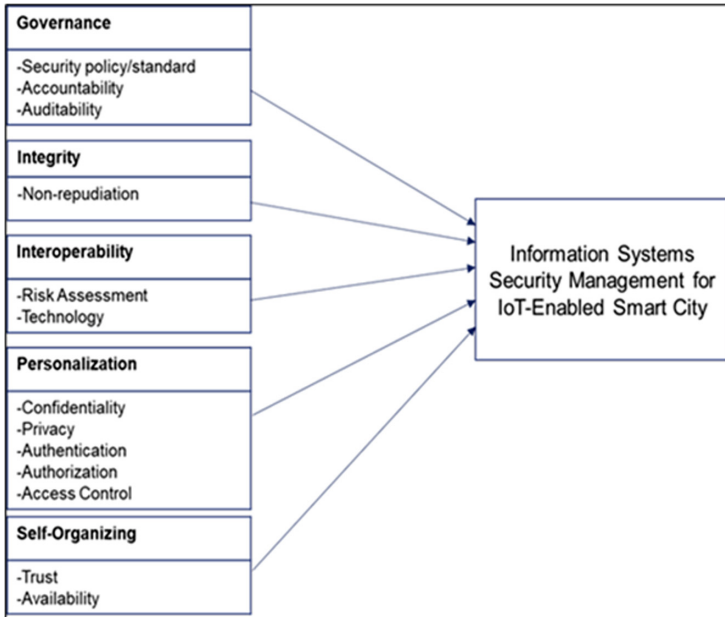 Governance
-Security policy/standard
-Accountability
-Auditability
Integrity
-Non-repudiation
Interoperability
-Risk Assessment
-Technology
Personalization
-Confidentiality
-Privacy
-Authentication
-Authorization
-Access Control
Self-Organizing
-Trust
-Availability
Information Systems
Security Management for
IoT-Enabled Smart City